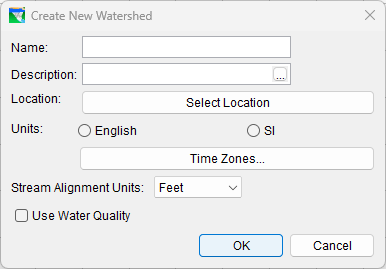 Create New Watershed
Name:
Description:
...
Location: Select Location
Units: English SI
Time Zones...
Stream Alignment Units: Feet
Use Water Quality
OK Cancel